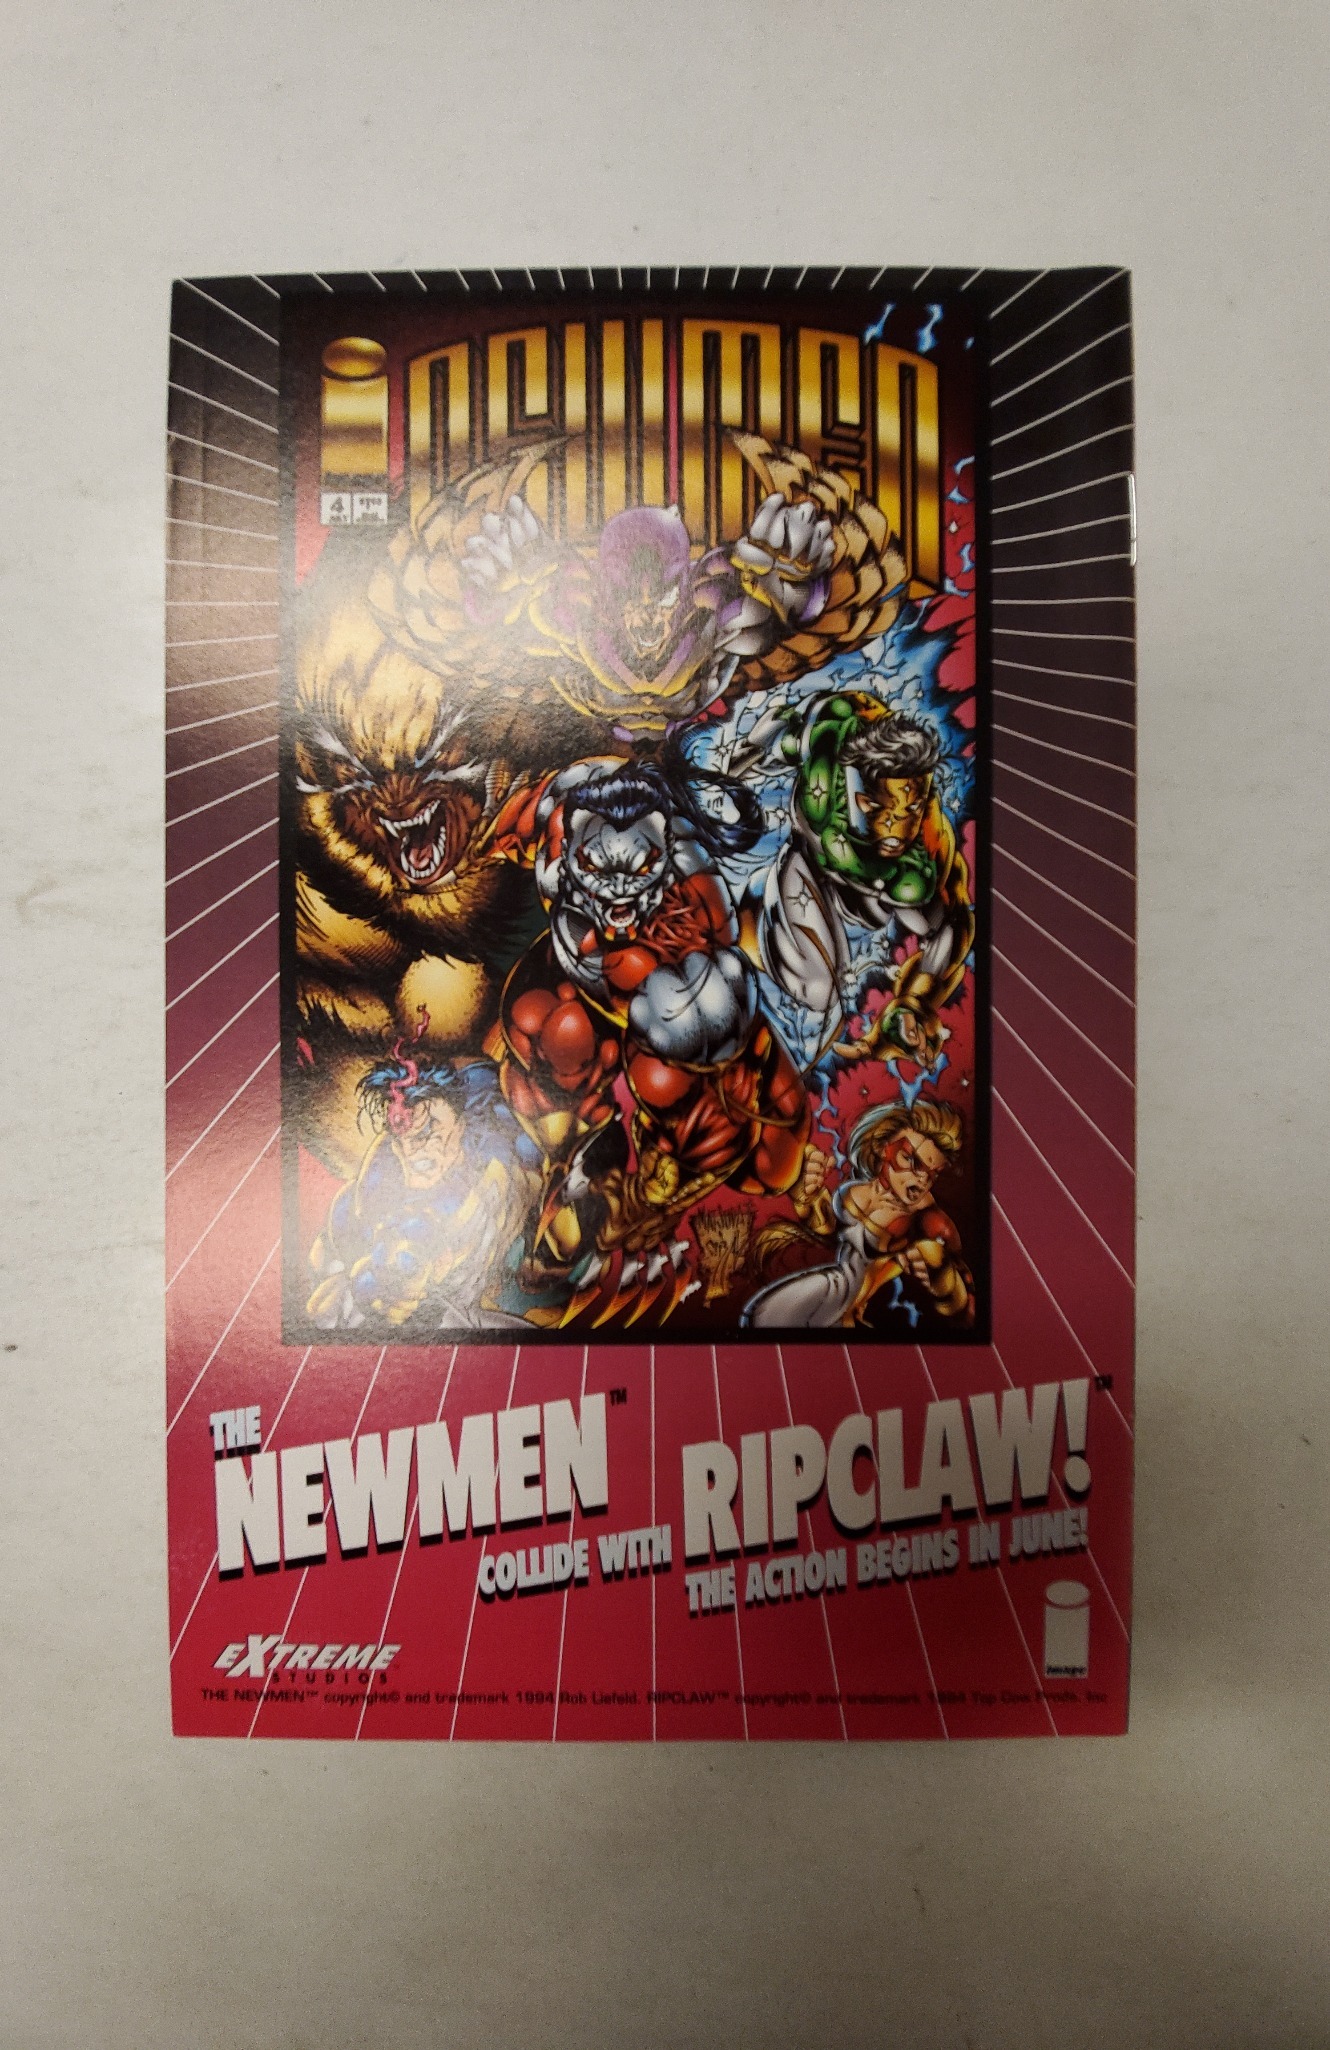 NEWMEN
4
THE
NEWMEN™ RIPCLAW!™
COLLIDE WITH THE ACTION BEGINS IN JUNE!
EXTREME
STUDIOS
image
THE NEWMEN™ copyright© and trademark 1994 Rob Liefeld. RIPCLAW™ copyright© and trademark 1994 Top Cow Prods. Inc